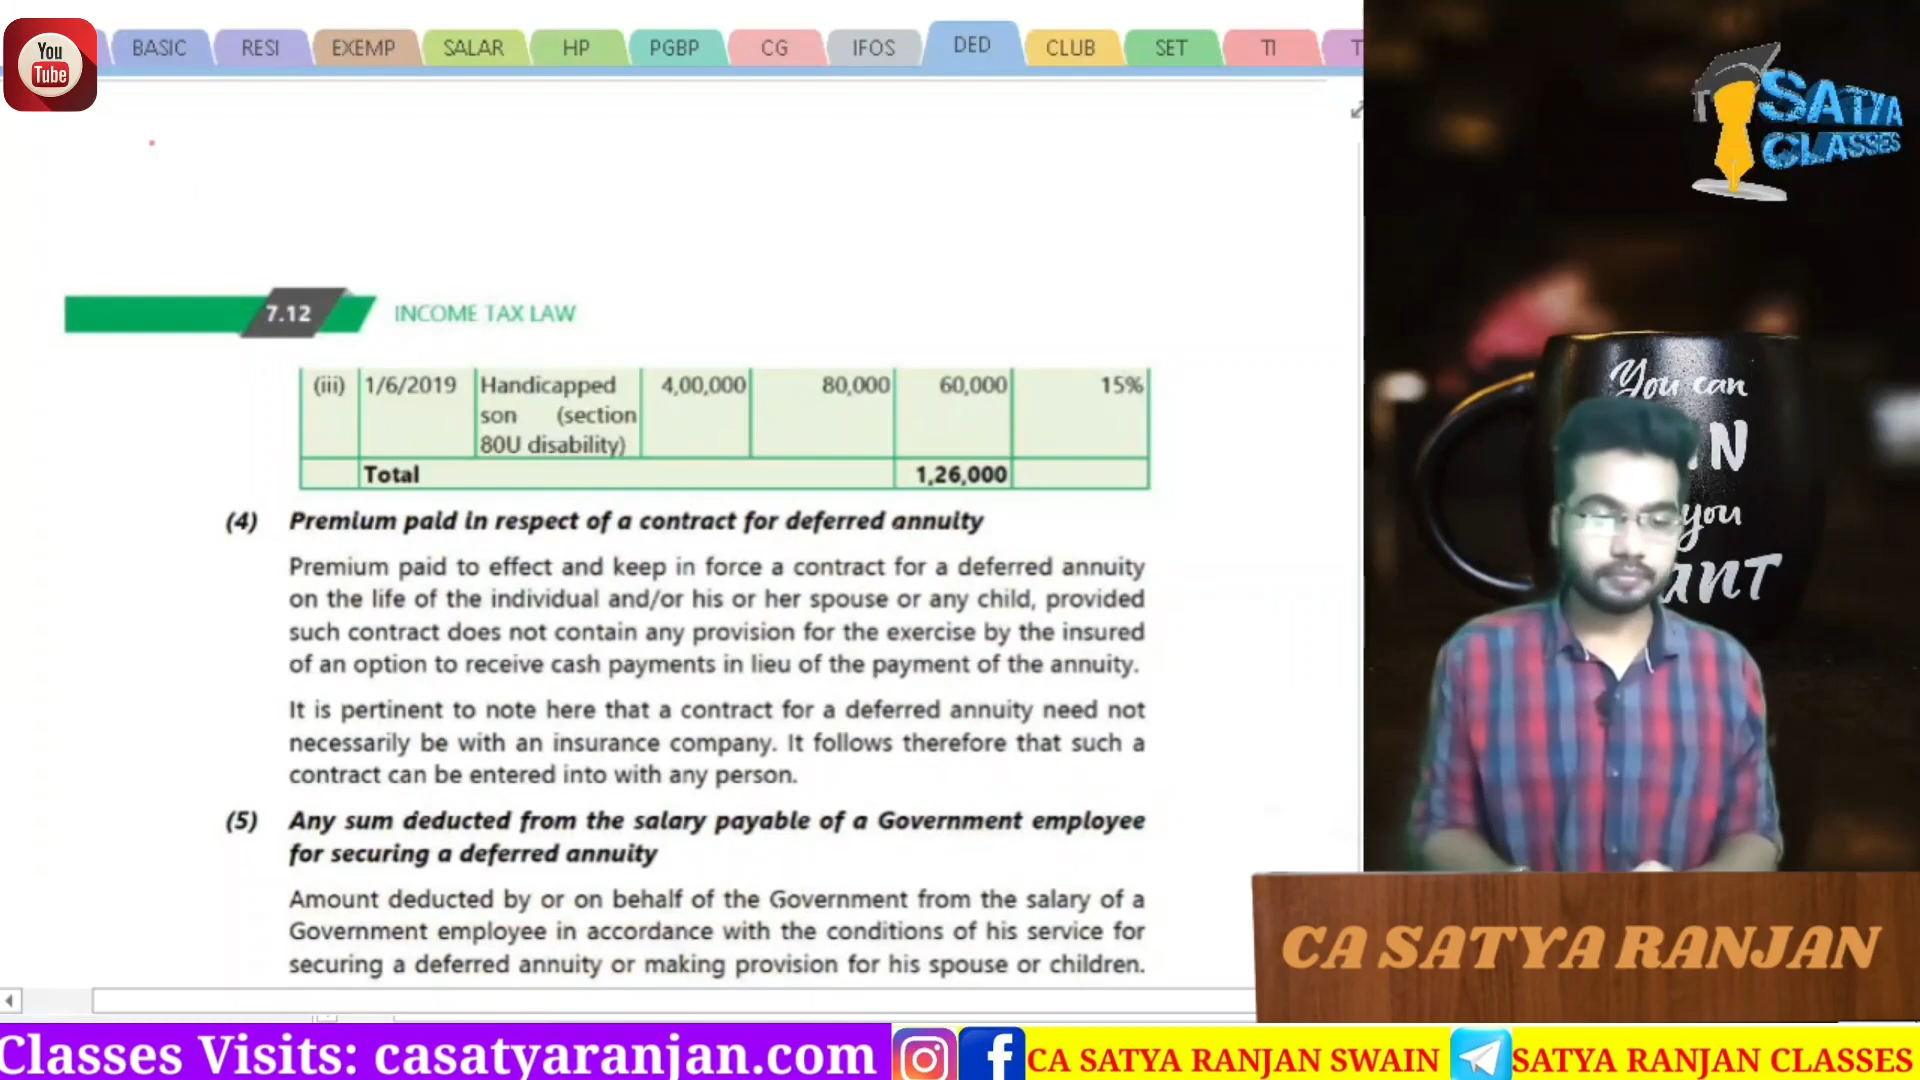 You
Tube
BASIC RESI EXEMP SALAR HP PGBP CG IFOS DED CLUB SET TI T
SATYA
CLASSES
7.12 INCOME TAX LAW
(iii) 1/6/2019 Handicapped 4,00,000 80,000 60,000 15%
son (section
80U disability)
Total 1,26,000
(4) Premium paid in respect of a contract for deferred annuity
Premium paid to effect and keep in force a contract for a deferred annuity
on the life of the individual and/or his or her spouse or any child, provided
such contract does not contain any provision for the exercise by the insured
of an option to receive cash payments in lieu of the payment of the annuity.
It is pertinent to note here that a contract for a deferred annuity need not
necessarily be with an insurance company. It follows therefore that such a
contract can be entered into with any person.
(5) Any sum deducted from the salary payable of a Government employee
for securing a deferred annuity
Amount deducted by or on behalf of the Government from the salary of a
Government employee in accordance with the conditions of his service for
securing a deferred annuity or making provision for his spouse or children.
You can
N
you
ANT
CA SATYA RANJAN
Classes Visits: casatyaranjan.com CA SATYA RANJAN SWAIN SATYA RANJAN CLASSES